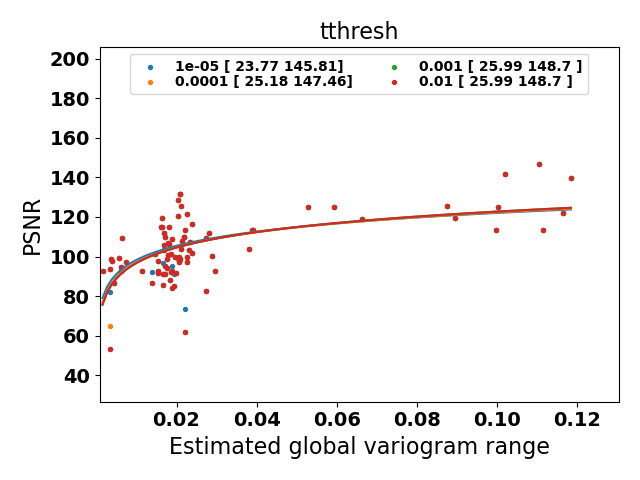 tthresh
PSNR
200
180
160
140
120
100
80
60
40
1e-05 [ 23.77 145.81]
0.0001 [ 25.18 147.46]
0.001 [ 25.99 148.7 ]
0.01 [ 25.99 148.7 ]
0.02 0.04 0.06 0.08 0.10 0.12
Estimated global variogram range